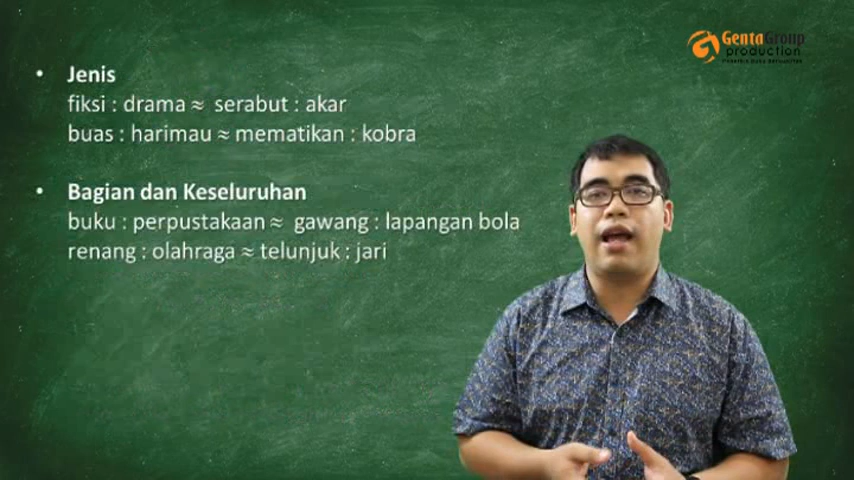 GentaGroup
production
• Jenis
fiksi : drama ≈ serabut : akar
buas : harimau ≈ mematikan : kobra
• Bagian dan Keseluruhan
buku : perpustakaan ≈ gawang : lapangan bola
renang : olahraga ≈ telunjuk : jari